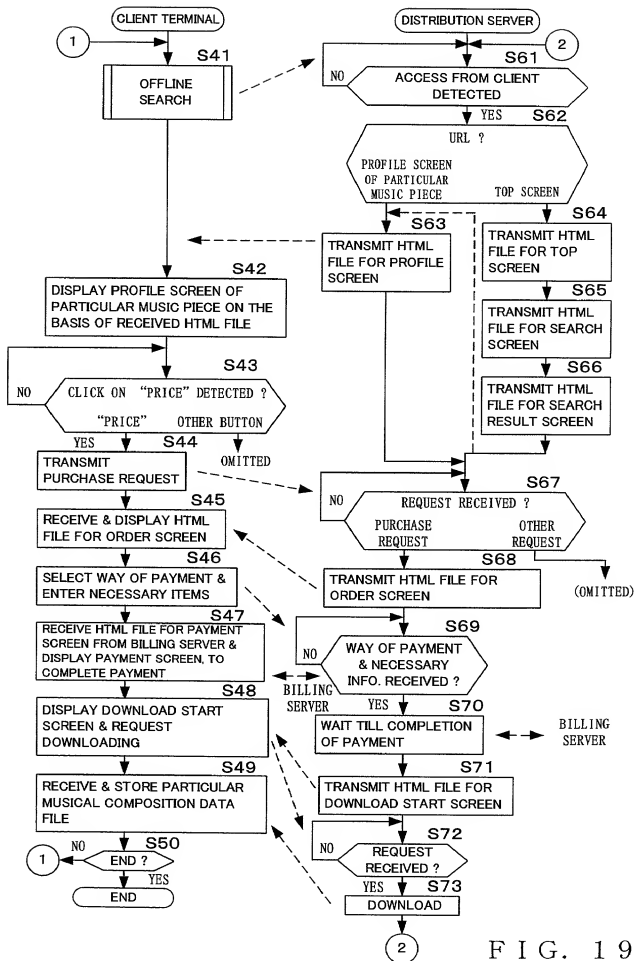 CLIENT TERMINAL
1
S41
OFFLINE
SEARCH
S42
DISPLAY PROFILE SCREEN OF
PARTICULAR MUSIC PIECE ON THE
BASIS OF RECEIVED HTML FILE
S43
NO
CLICK ON "PRICE" DETECTED ?
"PRICE"
OTHER BUTTON
YES
S44
OMITTED
TRANSMIT
PURCHASE REQUEST
S45
RECEIVE & DISPLAY HTML
FILE FOR ORDER SCREEN
S46
SELECT WAY OF PAYMENT &
ENTER NECESSARY ITEMS
S47
RECEIVE HTML FILE FOR PAYMENT
SCREEN FROM BILLING SERVER &
DISPLAY PAYMENT SCREEN, TO
COMPLETE PAYMENT
BILLING
SERVER
S48
DISPLAY DOWNLOAD START
SCREEN & REQUEST
DOWNLOADING
S49
RECEIVE & STORE PARTICULAR
MUSICAL COMPOSITION DATA
FILE
S50
NO
1
END ?
YES
END
DISTRIBUTION SERVER
2
S61
NO
ACCESS FROM CLIENT
DETECTED
YES
S62
URL ?
PROFILE SCREEN
OF PARTICULAR
MUSIC PIECE
TOP SCREEN
S63
TRANSMIT HTML
FILE FOR PROFILE
SCREEN
S64
TRANSMIT HTML
FILE FOR TOP
SCREEN
S65
TRANSMIT HTML
FILE FOR SEARCH
SCREEN
S66
TRANSMIT HTML
FILE FOR SEARCH
RESULT SCREEN
S67
NO
REQUEST RECEIVED ?
PURCHASE
REQUEST
OTHER
REQUEST
(OMITTED)
S68
TRANSMIT HTML FILE FOR
ORDER SCREEN
S69
NO
WAY OF PAYMENT
& NECESSARY
INFO. RECEIVED ?
YES
S70
WAIT TILL COMPLETION
OF PAYMENT
BILLING
SERVER
S71
TRANSMIT HTML FILE FOR
DOWNLOAD START SCREEN
S72
NO
REQUEST
RECEIVED ?
YES
S73
DOWNLOAD
2
FIG. 19